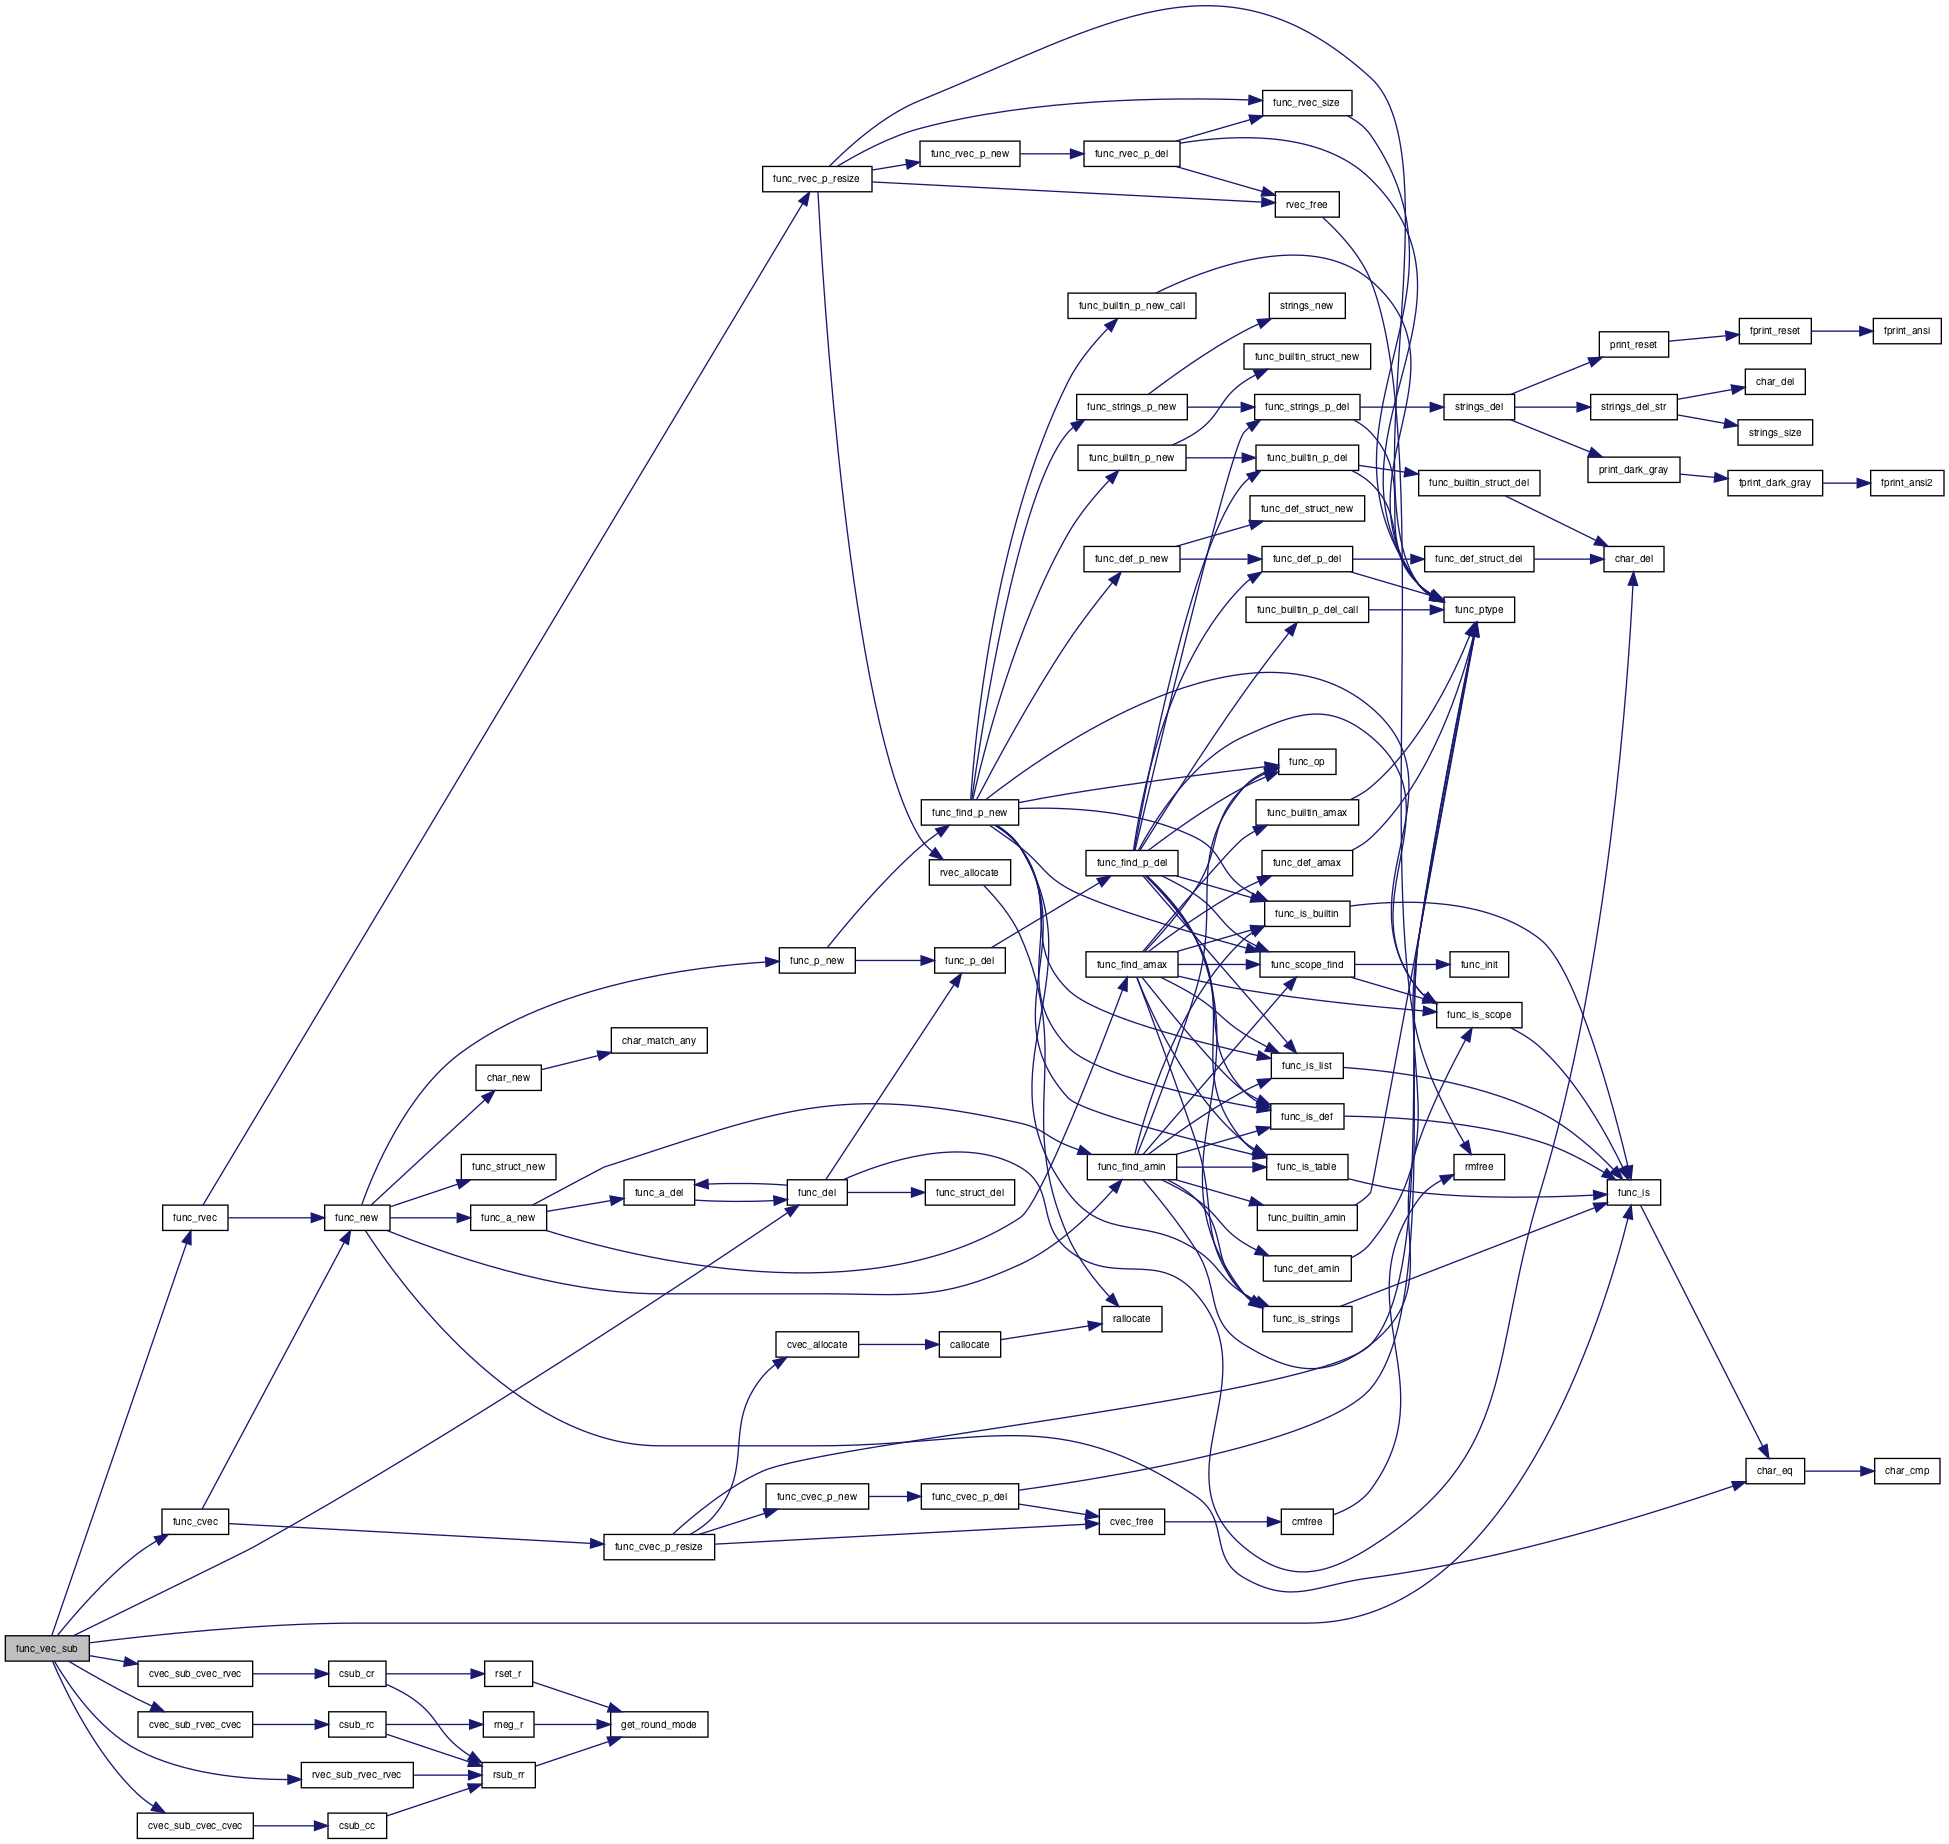 func_rvec_size
func_rvec_p_new
func_rvec_p_del
func_rvec_p_resize
rvec_free
func_builtin_p_new_call
strings_new
fprint_reset
fprint_ansi
print_reset
func_builtin_struct_new
char_del
func_strings_p_new
func_strings_p_del
strings_del
strings_del_str
strings_size
func_builtin_p_new
func_builtin_p_del
print_dark_gray
func_builtin_struct_del
fprint_dark_gray
fprint_ansi2
func_def_struct_new
func_def_p_new
func_def_p_del
func_def_struct_del
char_del
func_builtin_p_del_call
func_ptype
func_op
func_find_p_new
func_builtin_amax
func_find_p_del
func_def_amax
rvec_allocate
func_is_builtin
func_p_new
func_p_del
func_find_amax
func_scope_find
func_init
func_is_scope
char_match_any
func_is_list
char_new
func_is_def
func_struct_new
func_find_amin
func_is_table
rmfree
func_a_del
func_del
func_struct_del
func_is
func_rvec
func_new
func_a_new
func_builtin_amin
func_def_amin
rallocate
func_is_strings
cvec_allocate
callocate
char_eq
char_cmp
func_cvec_p_new
func_cvec_p_del
func_cvec
cvec_free
cmfree
func_cvec_p_resize
func_vec_sub
cvec_sub_cvec_rvec
csub_cr
rset_r
cvec_sub_rvec_cvec
csub_rc
rneg_r
get_round_mode
rvec_sub_rvec_rvec
rsub_rr
cvec_sub_cvec_cvec
csub_cc